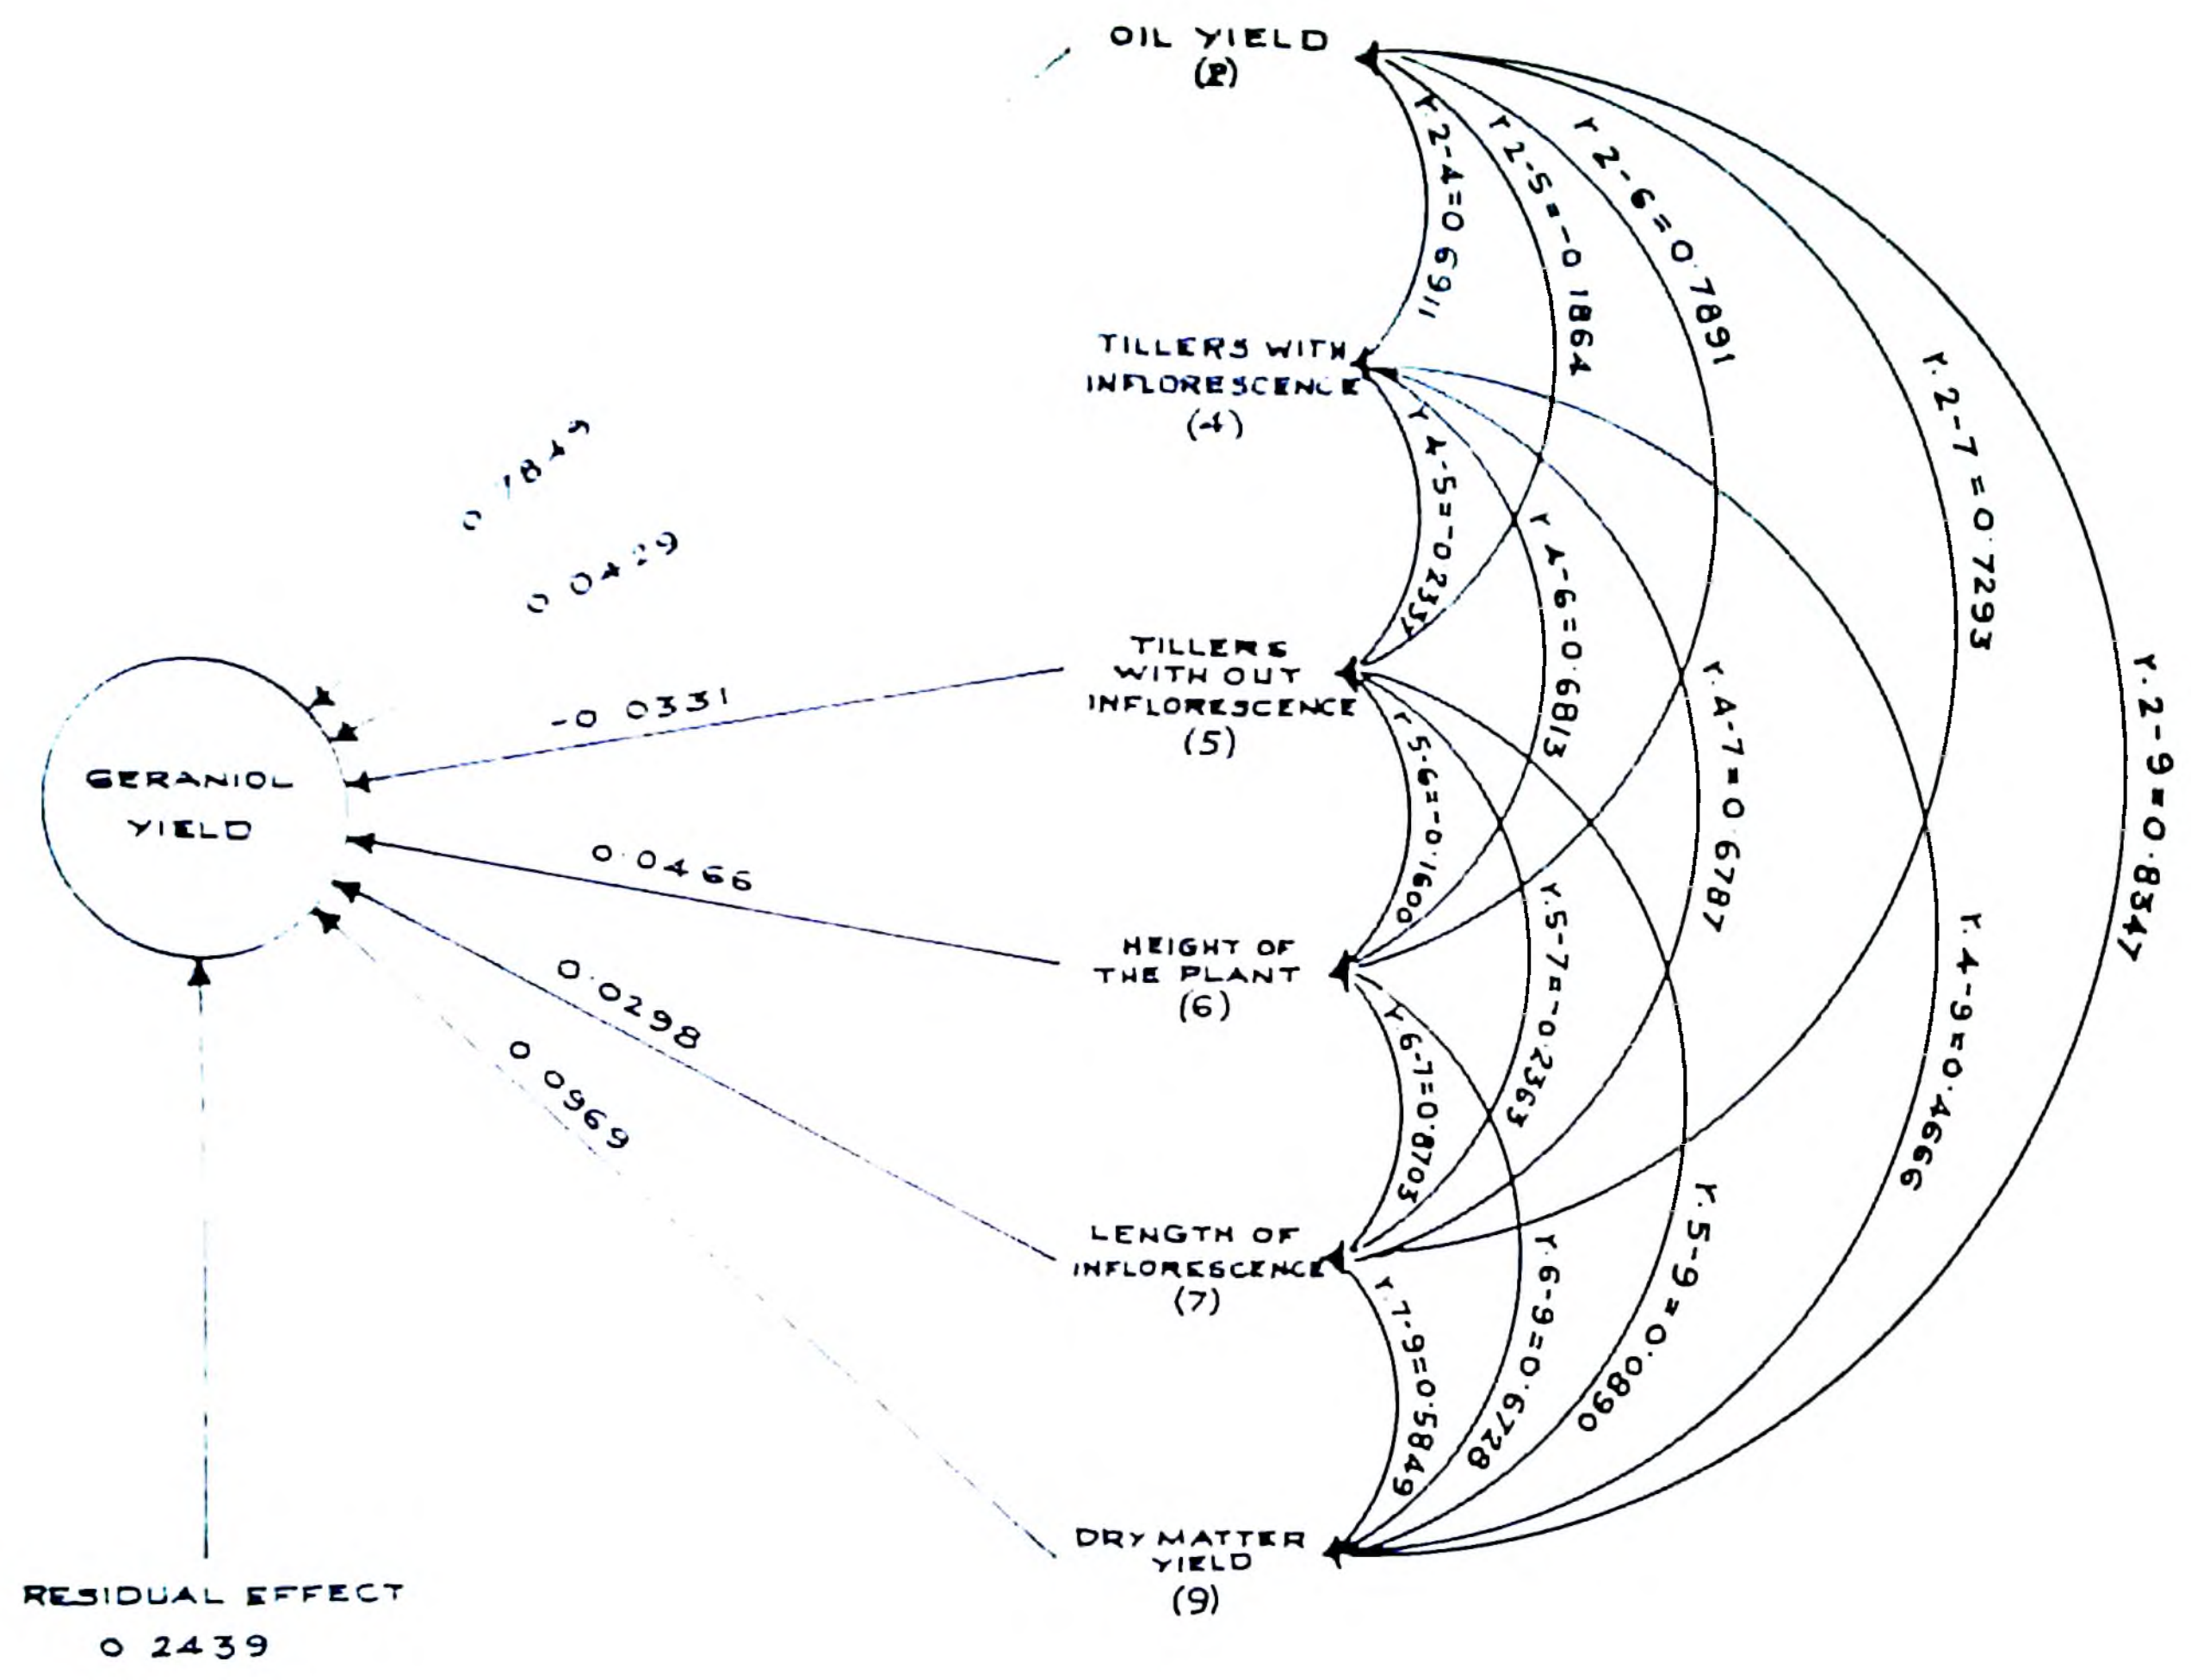 OIL YIELD
(2)
TILLERS WITH
INFLORESCENCE
(4)
TILLERS
WITH OUT
INFLORESCENCE
(5)
HEIGHT OF
THE PLANT
(6)
LENGTH OF
INFLORESCENCE
(7)
DRY MATTER
YIELD
(9)
GERANIOL
YIELD
RESIDUAL EFFECT
0 2439
0 0429
-0 0331
0.0466
0.0298
0 0969
r.2-4=0 6911
r 2-5=-0 1864
r 2-6=0.7891
r.2-7=0.7293
r.2-9=0.8347
r 4-6=0.6813
r.4-7=0.6787
r.4-9=0.4666
r 5-6=-0.1600
r.5-7=-0.2363
r.5-9=0.0890
r.6-7=0.8703
r.6-9=0.6728
r.7-9=0.5849